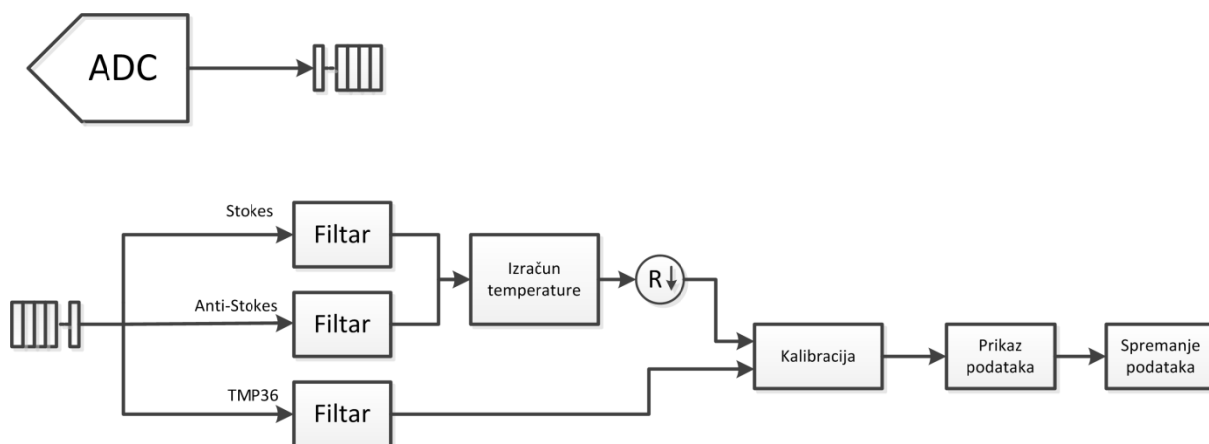 ADC
Stokes
Filtar
Izračun
temperature
R↓
Anti-Stokes
Filtar
Kalibracija
Prikaz
podataka
Spremanje
podataka
TMP36
Filtar